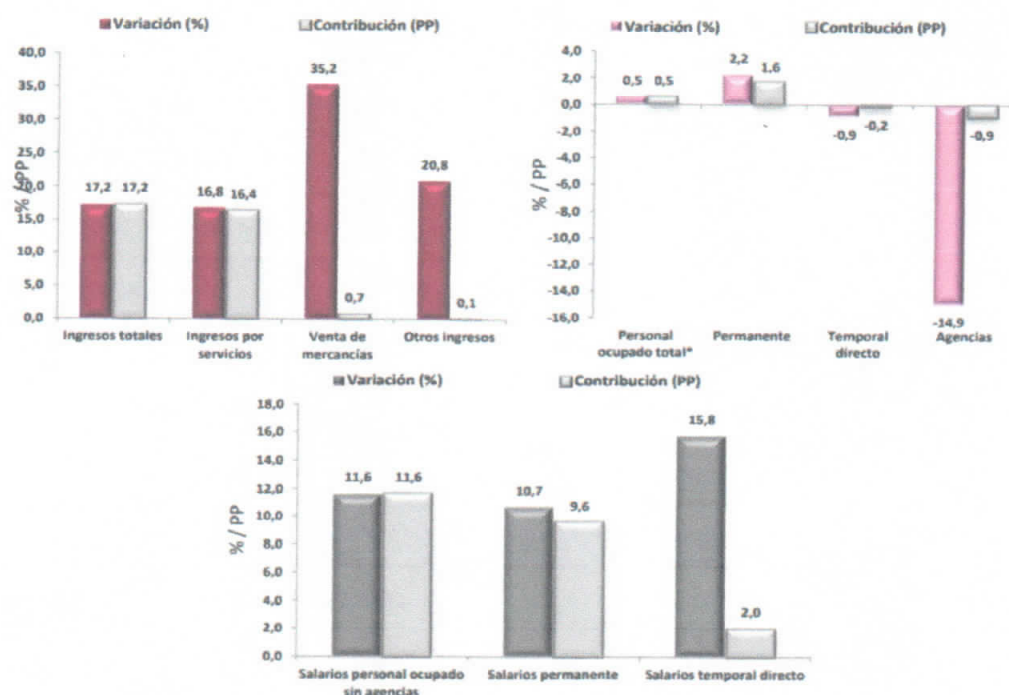 Variación (%) Contribución (PP)
40,0
35,0
30,0
25,0
20,0
15,0
10,0
5,0
0,0
% / PP
17,2 17,2
16,8 16,4
35,2
0,7
20,8
0,1
Ingresos totales
Ingresos por servicios
Venta de mercancías
Otros ingresos
Variación (%) Contribución (PP)
4,0
2,0
0,0
-2,0
-4,0
-6,0
-8,0
-10,0
-12,0
-14,0
-16,0
% / PP
0,5 0,5
2,2
1,6
-0,9
-0,2
-14,9
-0,9
Personal ocupado total*
Permanente
Temporal directo
Agencias
Variación (%) Contribución (PP)
18,0
16,0
14,0
12,0
10,0
8,0
6,0
4,0
2,0
0,0
% / PP
11,6 11,6
10,7
9,6
15,8
2,0
Salarios personal ocupado sin agencias
Salarios permanente
Salarios temporal directo